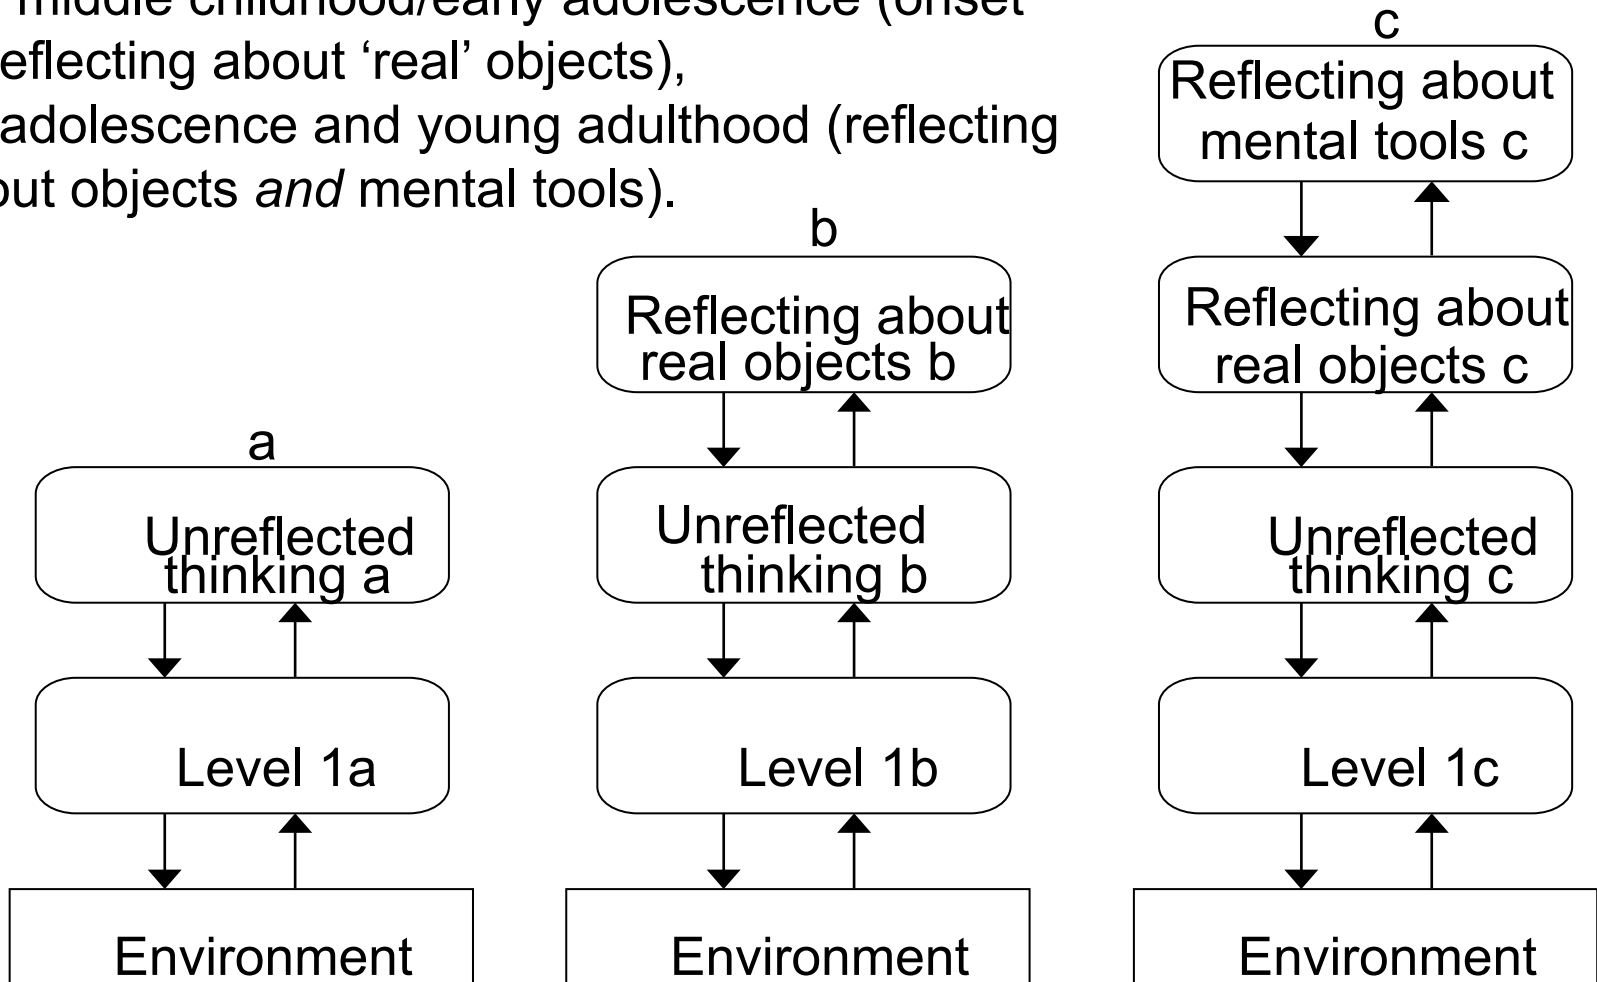 middle childhood/early adolescence (onset
eflecting about ‘real’ objects),
adolescence and young adulthood (reflecting
out objects and mental tools).
a
Unreflected
thinking a
Level 1a
Environment
b
Reflecting about
real objects b
Unreflected
thinking b
Level 1b
Environment
c
Reflecting about
mental tools c
Reflecting about
real objects c
Unreflected
thinking c
Level 1c
Environment